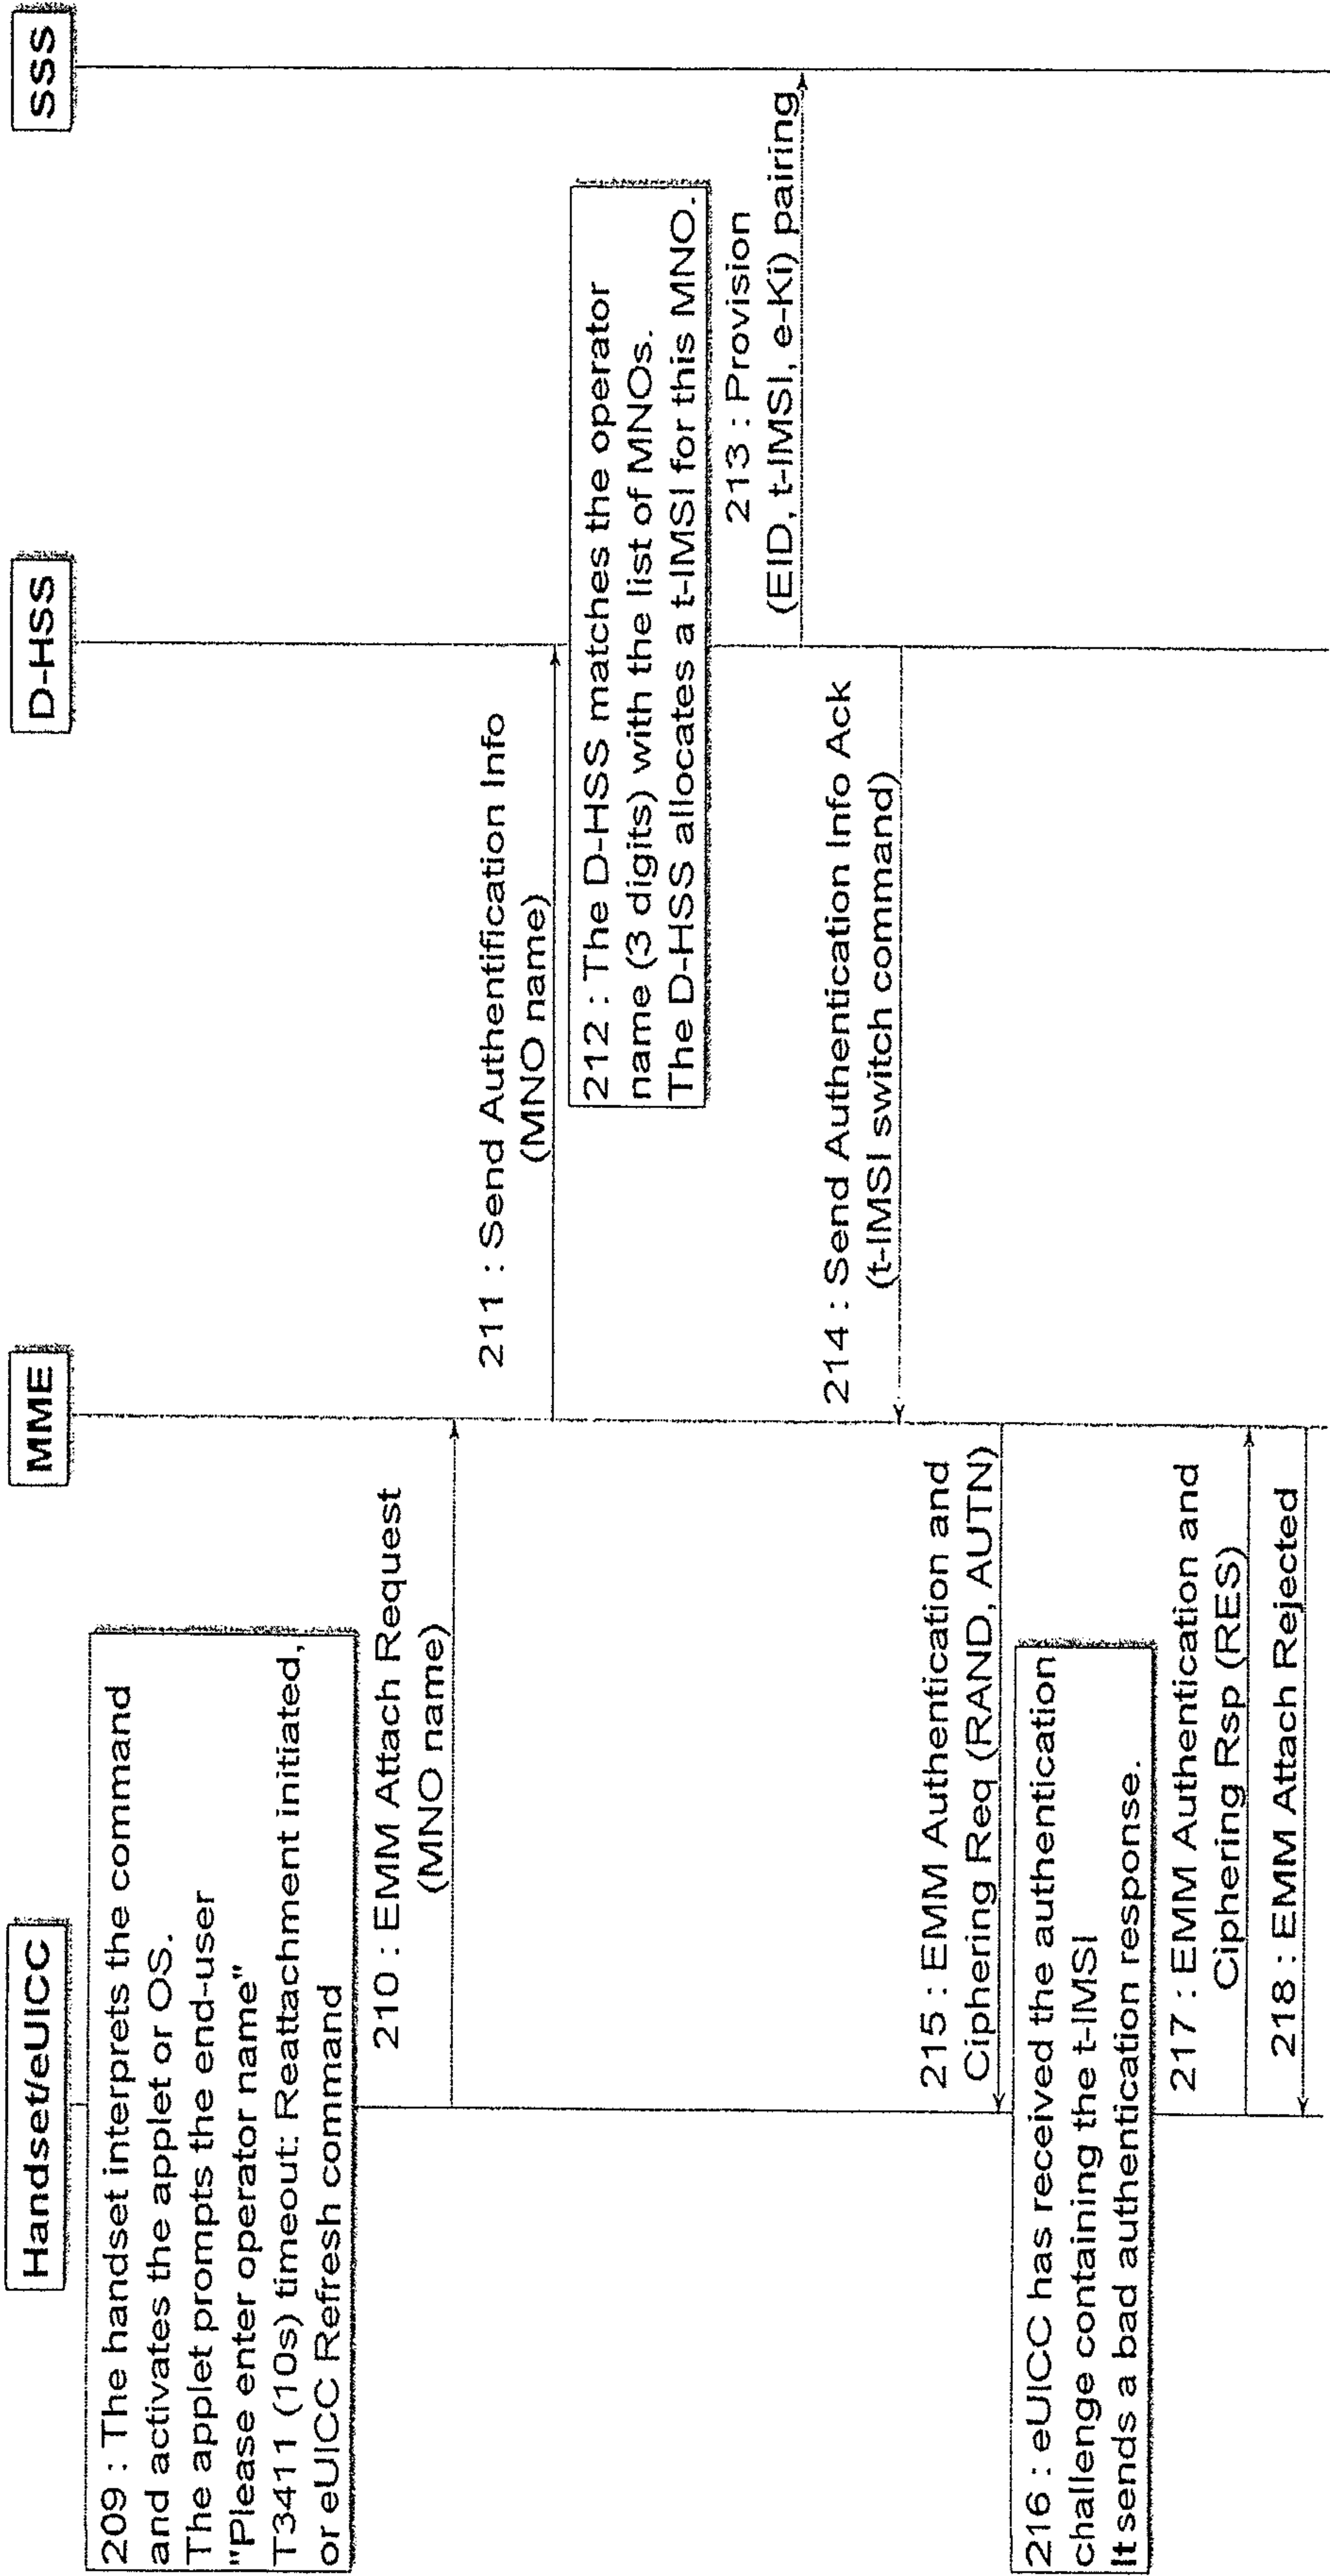 Handset/eUICC
MME
D-HSS
SSS
209 : The handset interprets the command
and activates the applet or OS.
The applet prompts the end-user
"Please enter operator name"
T3411 (10s) timeout: Reattachment initiated,
or eUICC Refresh command
210 : EMM Attach Request
(MNO name)
211 : Send Authentification Info
(MNO name)
212 : The D-HSS matches the operator
name (3 digits) with the list of MNOs.
The D-HSS allocates a t-IMSI for this MNO.
213 : Provision
(EID, t-IMSI, e-Ki) pairing
214 : Send Authentication Info Ack
(t-IMSI switch command)
215 : EMM Authentication and
Ciphering Req (RAND, AUTN)
216 : eUICC has received the authentication
challenge containing the t-IMSI
It sends a bad authentication response.
217 : EMM Authentication and
Ciphering Rsp (RES)
218 : EMM Attach Rejected